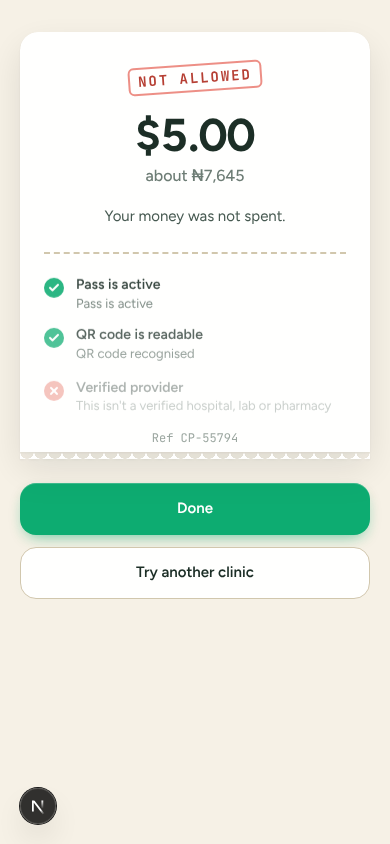 NOT ALLOWED
$5.00
about ₦7,645
Your money was not spent.
Pass is active
Pass is active
QR code is readable
QR code recognised
Verified provider
This isn't a verified hospital, lab or pharmacy
Ref CP-55794
Done
Try another clinic
N